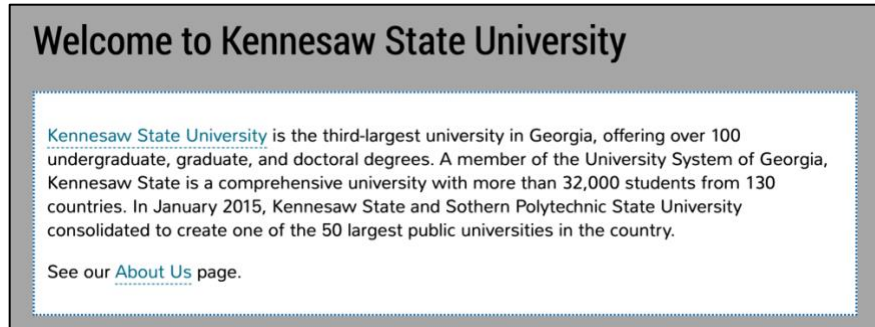 Welcome to Kennesaw State University
Kennesaw State University is the third-largest university in Georgia, offering over 100
undergraduate, graduate, and doctoral degrees. A member of the University System of Georgia,
Kennesaw State is a comprehensive university with more than 32,000 students from 130
countries. In January 2015, Kennesaw State and Sothern Polytechnic State University
consolidated to create one of the 50 largest public universities in the country.
See our About Us page.